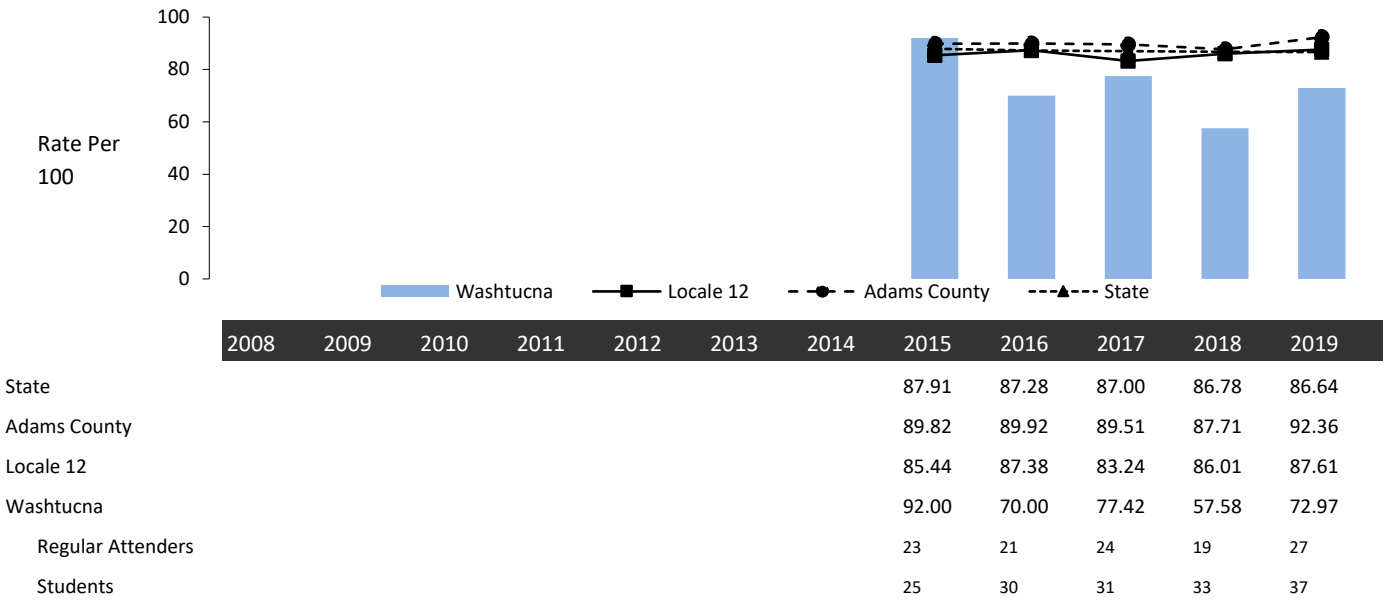 100
80
60
Rate Per
100
40
20
0
Washtucna Locale 12 Adams County State
2008 2009 2010 2011 2012 2013 2014 2015 2016 2017 2018 2019
State 87.91 87.28 87.00 86.78 86.64
Adams County 89.82 89.92 89.51 87.71 92.36
Locale 12 85.44 87.38 83.24 86.01 87.61
Washtucna 92.00 70.00 77.42 57.58 72.97
Regular Attenders 23 21 24 19 27
Students 25 30 31 33 37